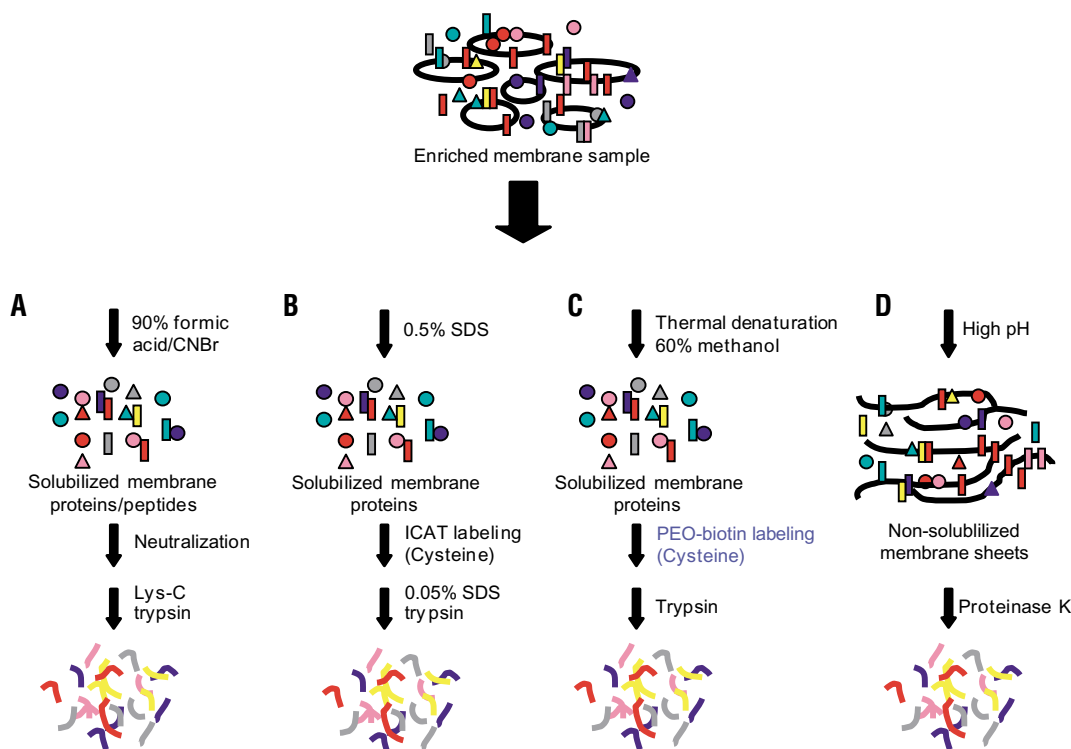 Enriched membrane sample
A
90% formic
acid/CNBr
Solubilized membrane
proteins/peptides
Neutralization
Lys-C
trypsin
B
0.5% SDS
Solubilized membrane
proteins
ICAT labeling
(Cysteine)
0.05% SDS
trypsin
C
Thermal denaturation
60% methanol
Solubilized membrane
proteins
PEO-biotin labeling
(Cysteine)
Trypsin
D
High pH
Non-solublilized
membrane sheets
Proteinase K